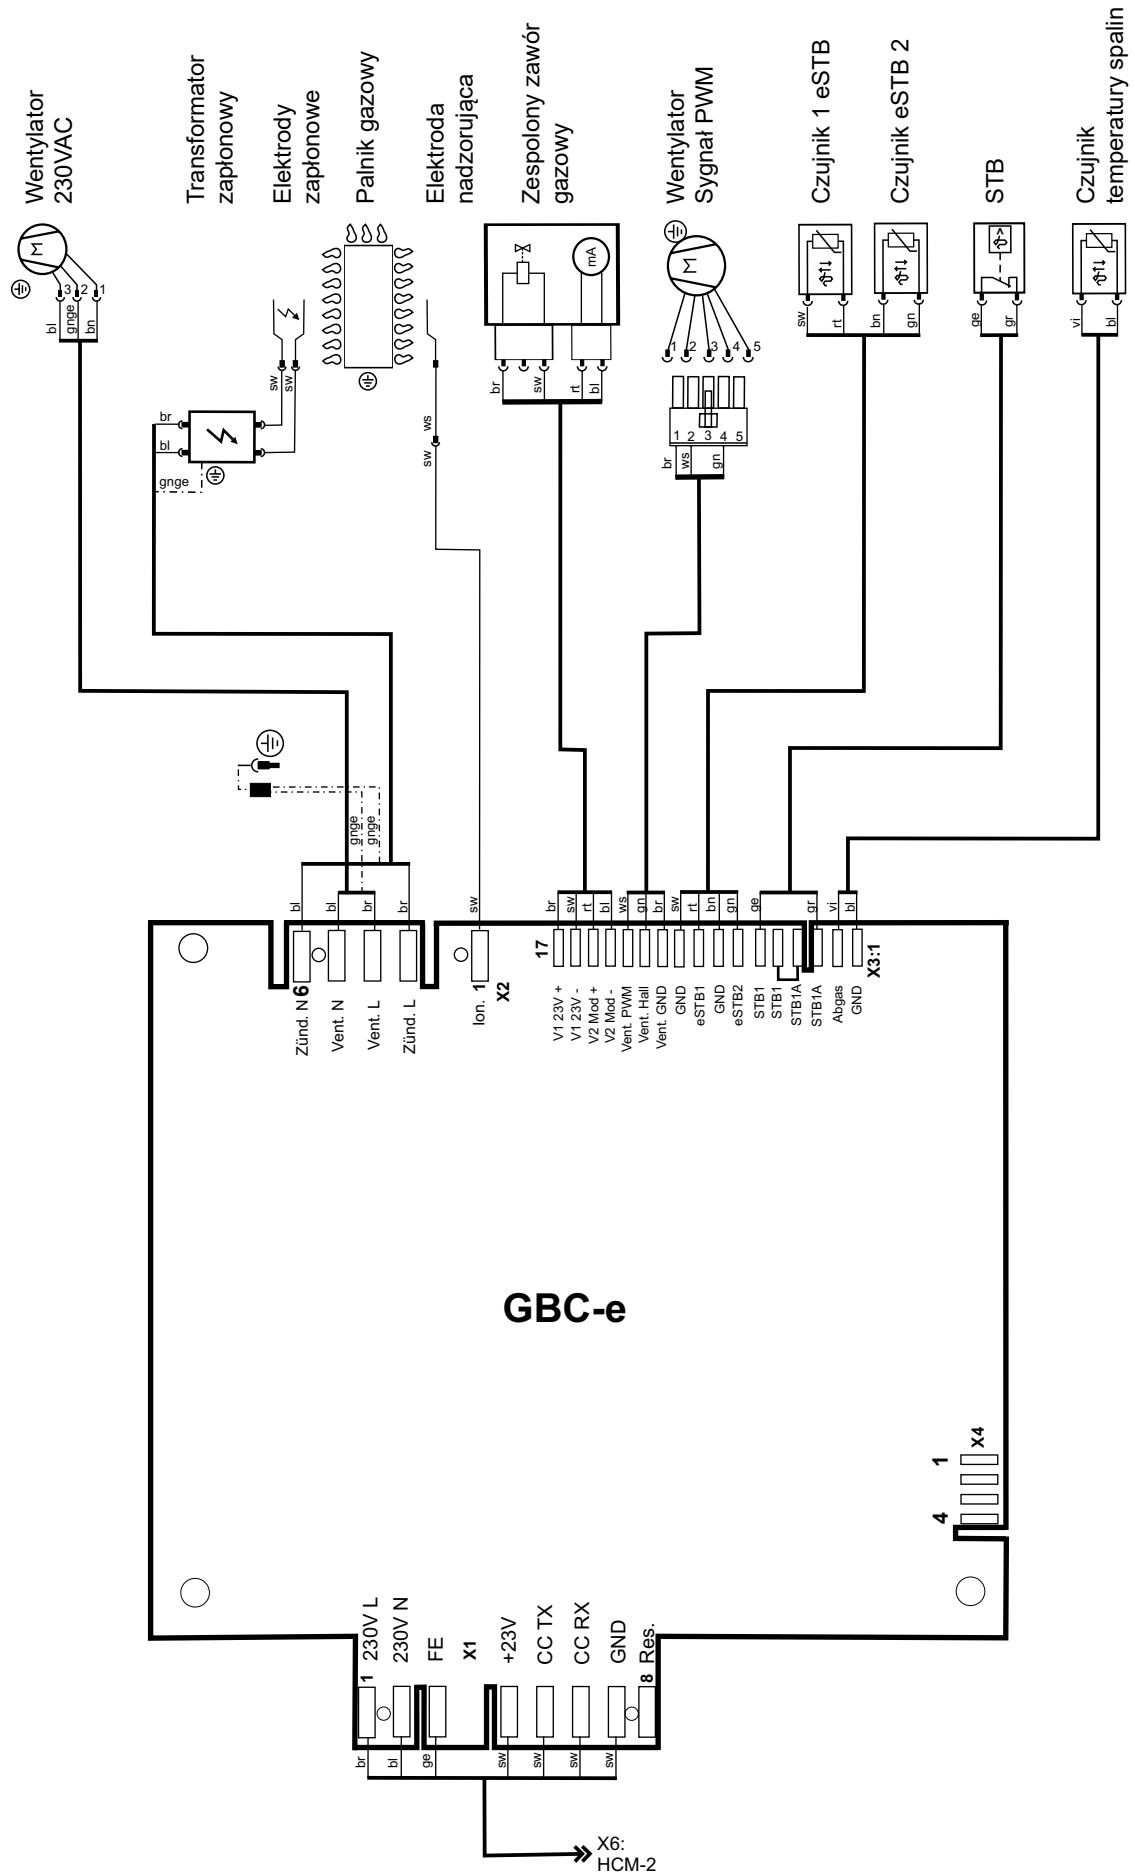 Wentylator
230VAC
Transformator
zapłonowy
Elektrody
zapłonowe
Palnik gazowy
Elektroda
nadzorująca
Zespolony zawór
gazowy
Wentylator
Sygnał PWM
Czujnik 1 eSTB
Czujnik eSTB 2
STB
Czujnik
temperatury spalin
M
3 2 1
bl
gnge
bn
br
bl
gnge
sw
sw
ws
sw
mA
br
sw
rt
bl
M
1 2 3 4 5
1 2 3 4 5
br
ws
gn
sw
rt
bn
gn
ge
gr
vi
bl
gnge
gnge
bl
bl
br
br
sw
br
sw
rt
bl
ws
gn
br
sw
rt
bn
gn
ge
gr
vi
bl
Zünd. N 6
Vent. N
Vent. L
Zünd. L
Ion. 1
X2
17
V1 23V +
V1 23V -
V2 Mod +
V2 Mod -
Vent. PWM
Vent. Hall
Vent. GND
GND
eSTB1
GND
eSTB2
STB1
STB1
STB1A
STB1A
Abgas
GND
X3:1
GBC-e
1
4
X4
1 230V L
230V N
FE
X1
+23V
CC TX
CC RX
GND
8 Res.
br
bl
ge
sw
sw
sw
sw
X6:
HCM-2